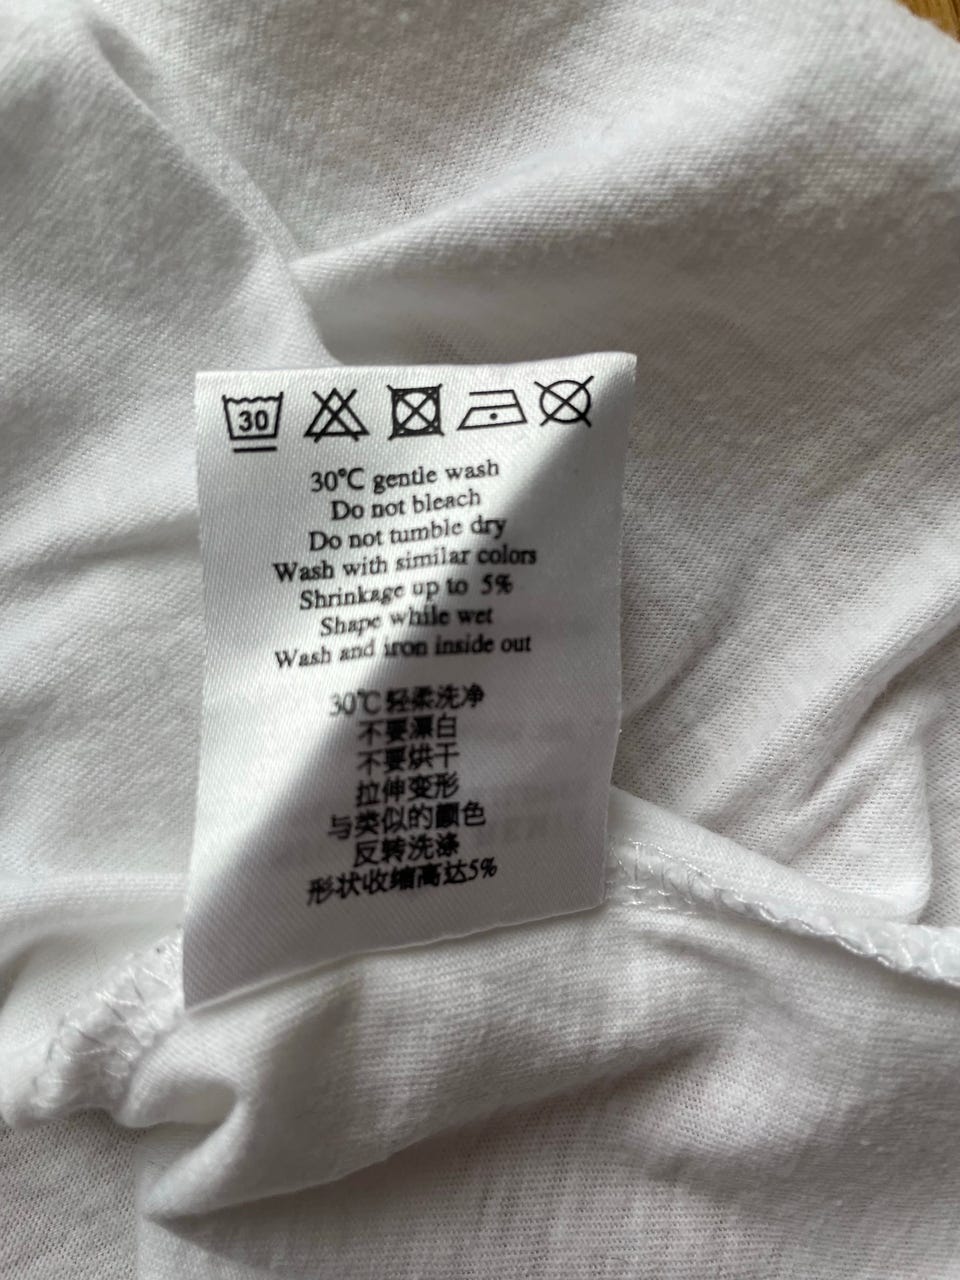 30
30℃ gentle wash
Do not bleach
Do not tumble dry
Wash with similar colors
Shrinkage up to 5%
Shape while wet
Wash and iron inside out
30℃轻柔洗净
不要漂白
不要烘干
拉伸变形
与类似的颜色
反转洗涤
形状收缩高达5%